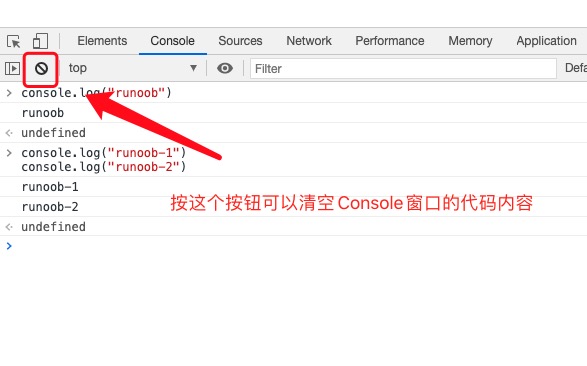 Elements Console Sources Network Performance Memory Application
top Filter Defa
console.log("runoob")
runoob
undefined
console.log("runoob-1")
console.log("runoob-2")
runoob-1
runoob-2
按这个按钮可以清空Console窗口的代码内容
undefined